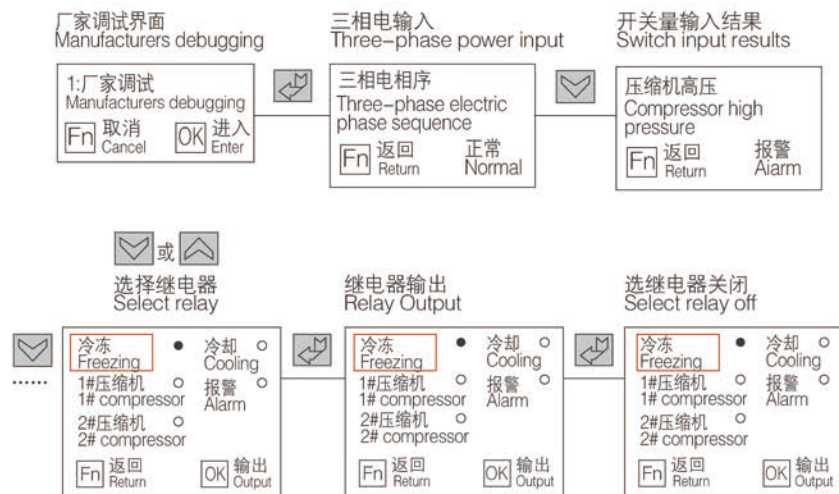 厂家调试界面
Manufacturers debugging
三相电输入
Three-phase power input
开关量输入结果
Switch input results
1:厂家调试
Manufacturers debugging
Fn 取消 Cancel
OK 进入 Enter
三相电相序
Three-phase electric
phase sequence
Fn 返回 Return
正常 Normal
压缩机高压
Compressor high
pressure
Fn 返回 Return
报警 Aiarm
或
选择继电器
Select relay
继电器输出
Relay Output
选继电器关闭
Select relay off
......
冷冻
Freezing
冷却
Cooling
1#压缩机
1# compressor
报警
Alarm
2#压缩机
2# compressor
Fn 返回 Return
OK 输出 Output
冷冻
Freezing
冷却
Cooling
1#压缩机
1# compressor
报警
Alarm
2#压缩机
2# compressor
Fn 返回 Return
OK 输出 Output
冷冻
Freezing
冷却
Cooling
1#压缩机
1# compressor
报警
Alarm
2#压缩机
2# compressor
Fn 返回 Return
OK 输出 Output